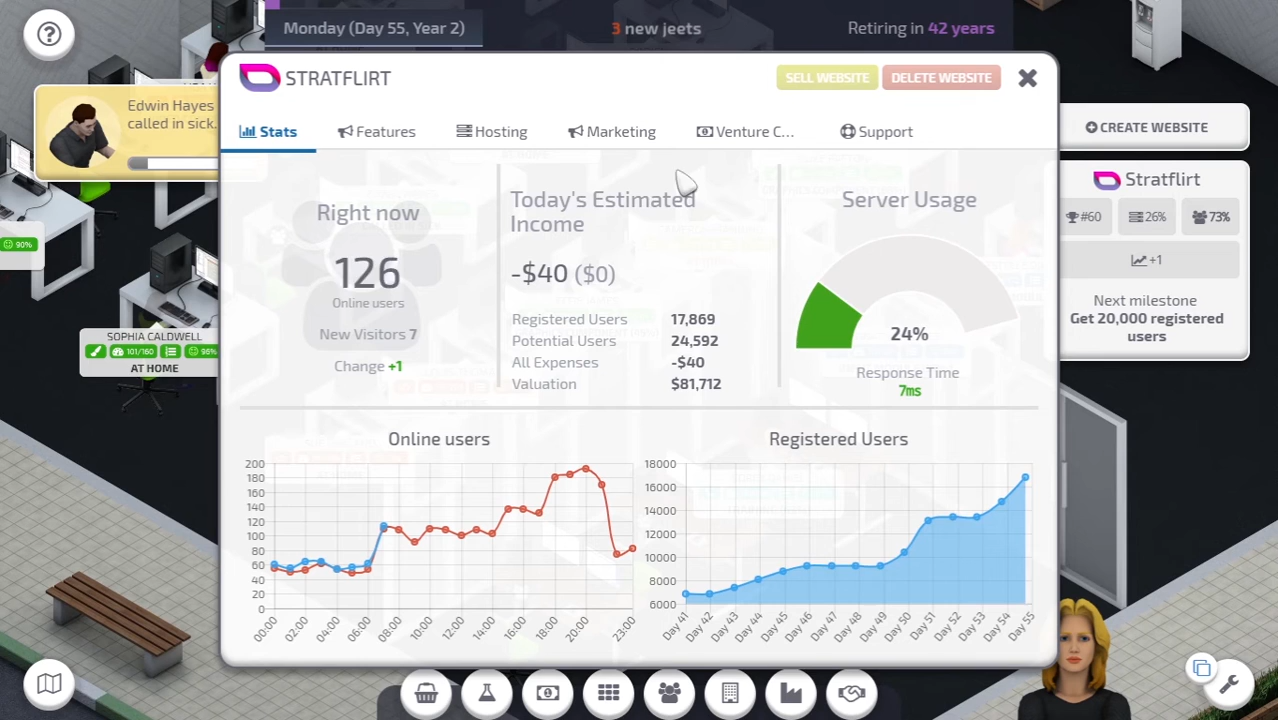 Monday (Day 55, Year 2)
3 new jeets
Retiring in 42 years
STRATFLIRT
SELL WEBSITE
DELETE WEBSITE
Edwin Hayes
called in sick.
Stats
Features
Hosting
Marketing
Venture C...
Support
CREATE WEBSITE
Stratflirt
#60
26%
73%
+1
Next milestone
Get 20,000 registered
users
90%
SOPHIA CALDWELL
101/160
96%
AT HOME
Right now
126
Online users
New Visitors 7
Change +1
Today's Estimated
Income
-$40 ($0)
Registered Users 17,869
Potential Users 24,592
All Expenses -$40
Valuation $81,712
Server Usage
24%
Response Time
7ms
Online users
200
180
160
140
120
100
80
60
40
20
0
00:00
02:00
04:00
06:00
08:00
10:00
12:00
14:00
16:00
18:00
20:00
23:00
Registered Users
18000
16000
14000
12000
10000
8000
6000
Day 41
Day 42
Day 43
Day 44
Day 45
Day 46
Day 47
Day 48
Day 49
Day 50
Day 51
Day 52
Day 53
Day 54
Day 55